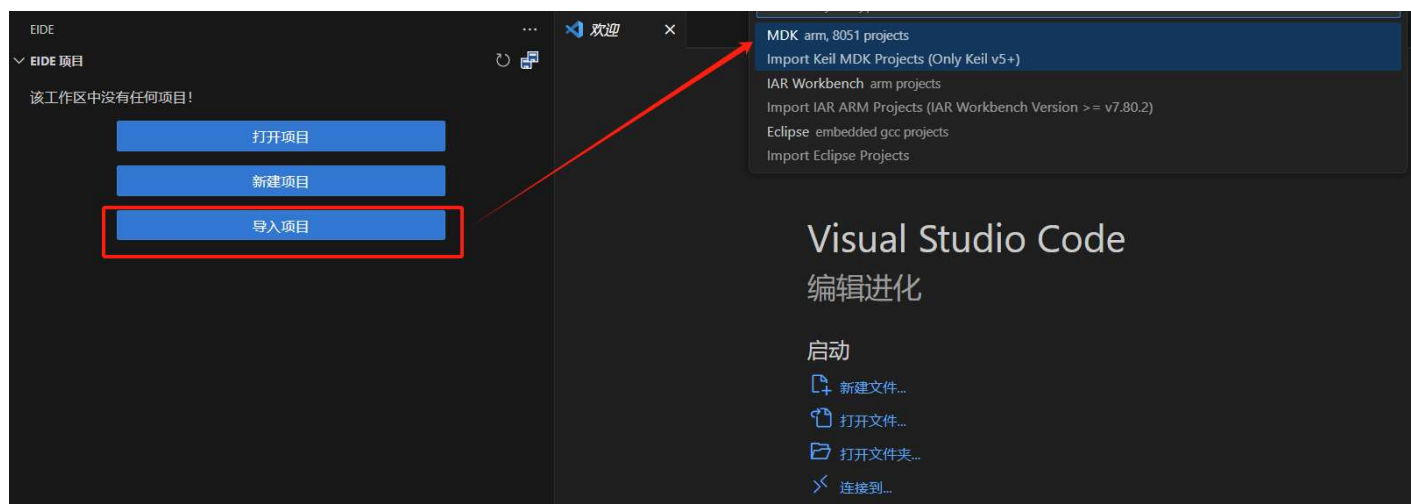 EIDE
EIDE 项目
该工作区中没有任何项目！
打开项目
新建项目
导入项目
欢迎
MDK arm, 8051 projects
Import Keil MDK Projects (Only Keil v5+)
IAR Workbench arm projects
Import IAR ARM Projects (IAR Workbench Version >= v7.80.2)
Eclipse embedded gcc projects
Import Eclipse Projects
Visual Studio Code
编辑进化
启动
新建文件...
打开文件...
打开文件夹...
连接到...